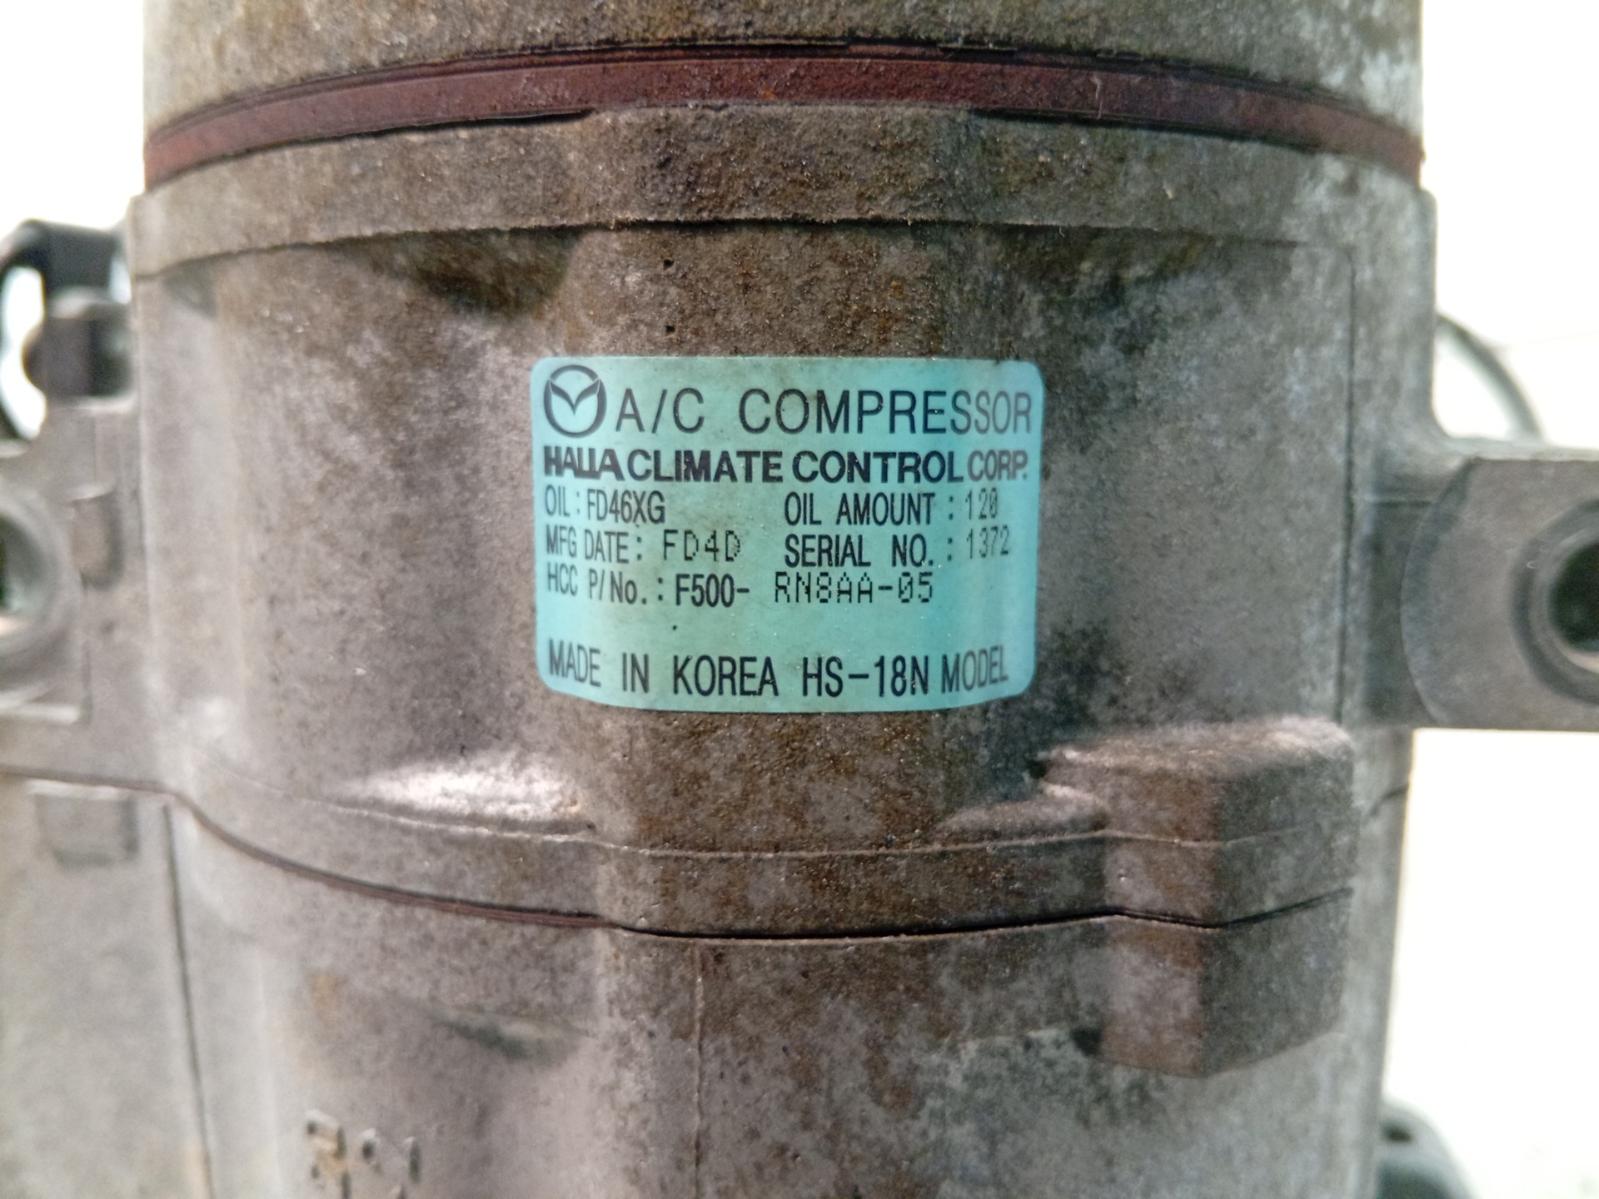 A/C COMPRESSOR
HALLA CLIMATE CONTROL CORP.
OIL : FD46XG OIL AMOUNT : 120
MFG DATE : FD4D SERIAL NO. : 1372
HCC P/No. : F500- RN8AA-05
MADE IN KOREA HS-18N MODEL